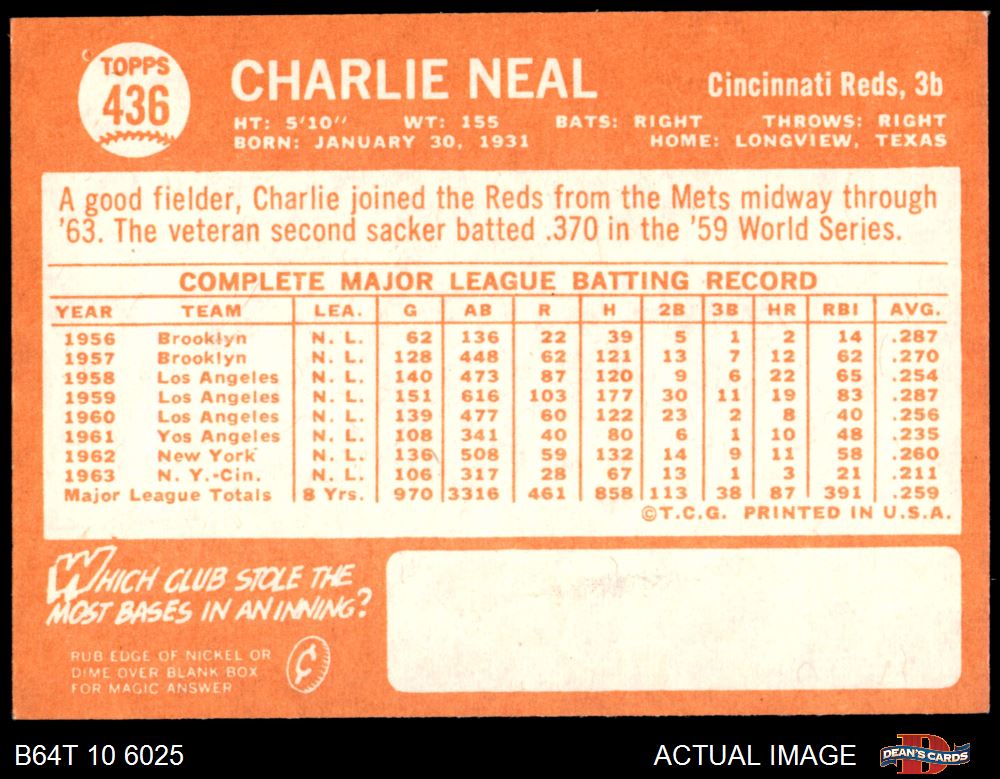 TOPPS
436
CHARLIE NEAL
Cincinnati Reds, 3b
HT: 5'10" WT: 155 BATS: RIGHT THROWS: RIGHT
BORN: JANUARY 30, 1931 HOME: LONGVIEW, TEXAS
A good fielder, Charlie joined the Reds from the Mets midway through
'63. The veteran second sacker batted .370 in the '59 World Series.
COMPLETE MAJOR LEAGUE BATTING RECORD
YEAR TEAM LEA. G AB R H 2B 3B HR RBI AVG.
1956 Brooklyn N. L. 62 136 22 39 5 1 2 14 .287
1957 Brooklyn N. L. 128 448 62 121 13 7 12 62 .270
1958 Los Angeles N. L. 140 473 87 120 9 6 22 65 .254
1959 Los Angeles N. L. 151 616 103 177 30 11 19 83 .287
1960 Los Angeles N. L. 139 477 60 122 23 2 8 40 .256
1961 Yos Angeles N. L. 108 341 40 80 6 1 10 48 .235
1962 New York N. L. 136 508 59 132 14 9 11 58 .260
1963 N. Y.-Cin. N. L. 106 317 28 67 13 1 3 21 .211
Major League Totals 8 Yrs. 970 3316 461 858 113 38 87 391 .259
©T.C.G. PRINTED IN U.S.A.
WHICH CLUB STOLE THE
MOST BASES IN AN INNING?
RUB EDGE OF NICKEL OR
DIME OVER BLANK BOX
FOR MAGIC ANSWER
¢
B64T 10 6025
ACTUAL IMAGE
DEAN'S CARDS